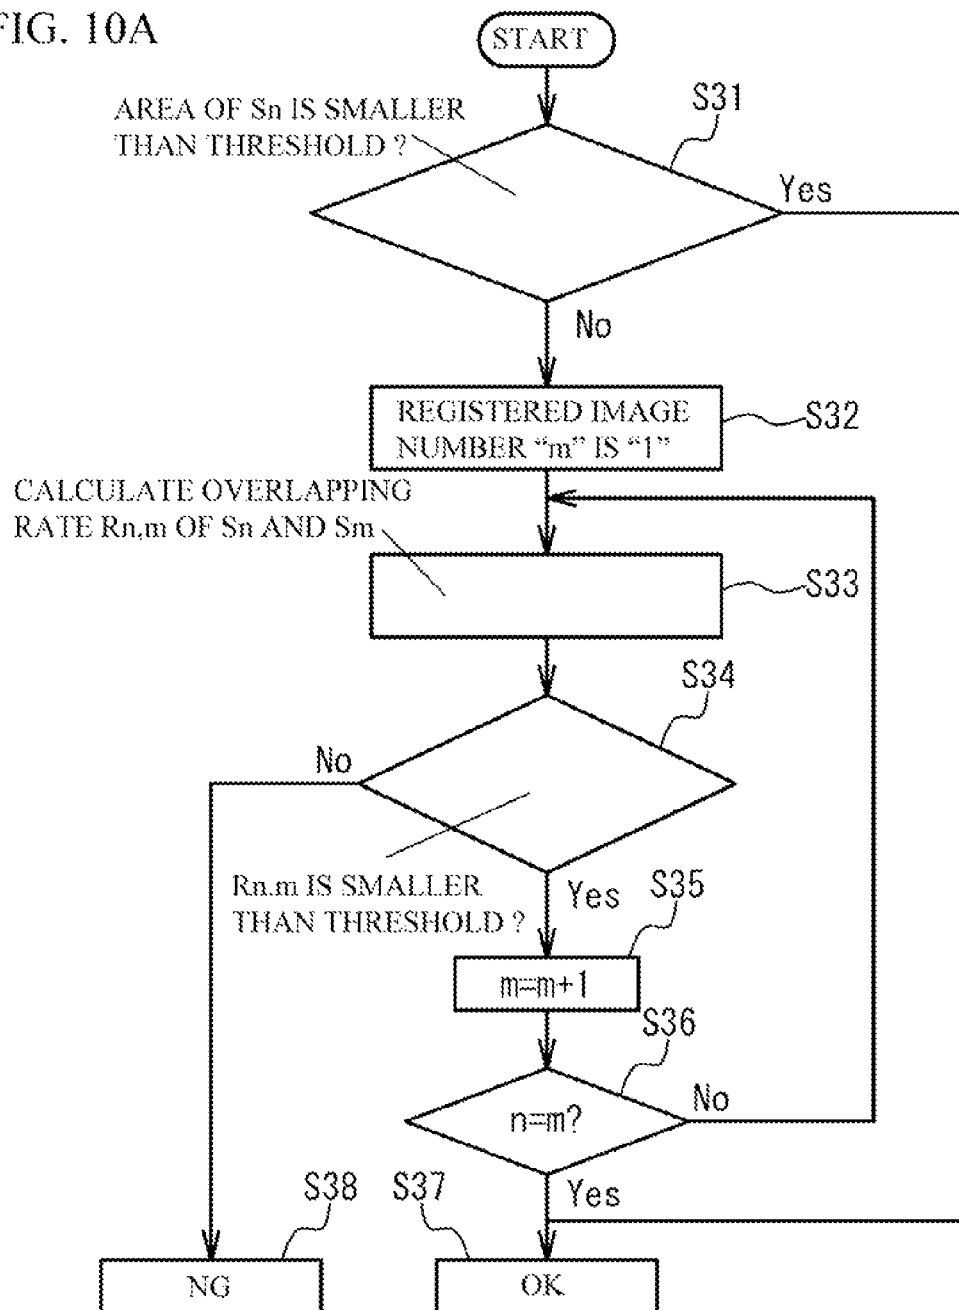 FIG. 10A
START
AREA OF Sn IS SMALLER
THAN THRESHOLD ?
S31
Yes
No
REGISTERED IMAGE
NUMBER “m” IS “1”
S32
CALCULATE OVERLAPPING
RATE Rn,m OF Sn AND Sm
S33
S34
No
Rn.m IS SMALLER
THAN THRESHOLD ?
Yes
S35
m=m+1
S36
n=m?
No
Yes
S38
S37
NG
OK